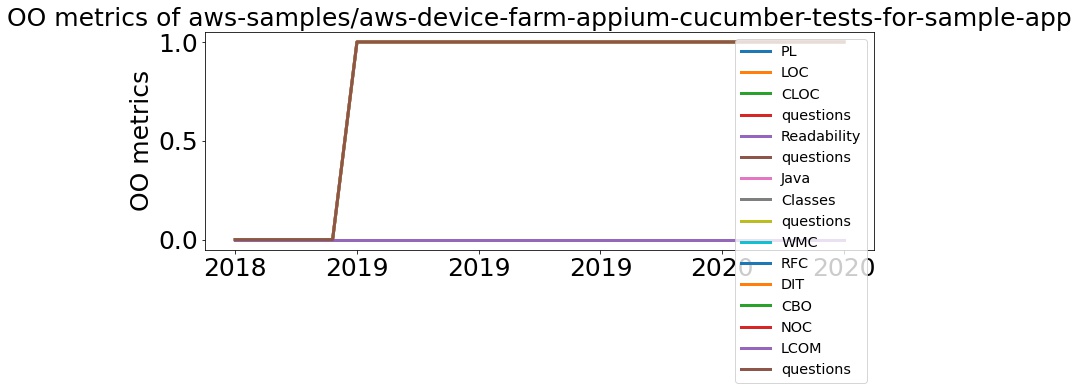 OO metrics of aws-samples/aws-device-farm-appium-cucumber-tests-for-sample-app
OO metrics
1.0
0.5
0.0
2018 2019 2019 2019 2020 2020
PL
LOC
CLOC
questions
Readability
questions
Java
Classes
questions
WMC
RFC
DIT
CBO
NOC
LCOM
questions